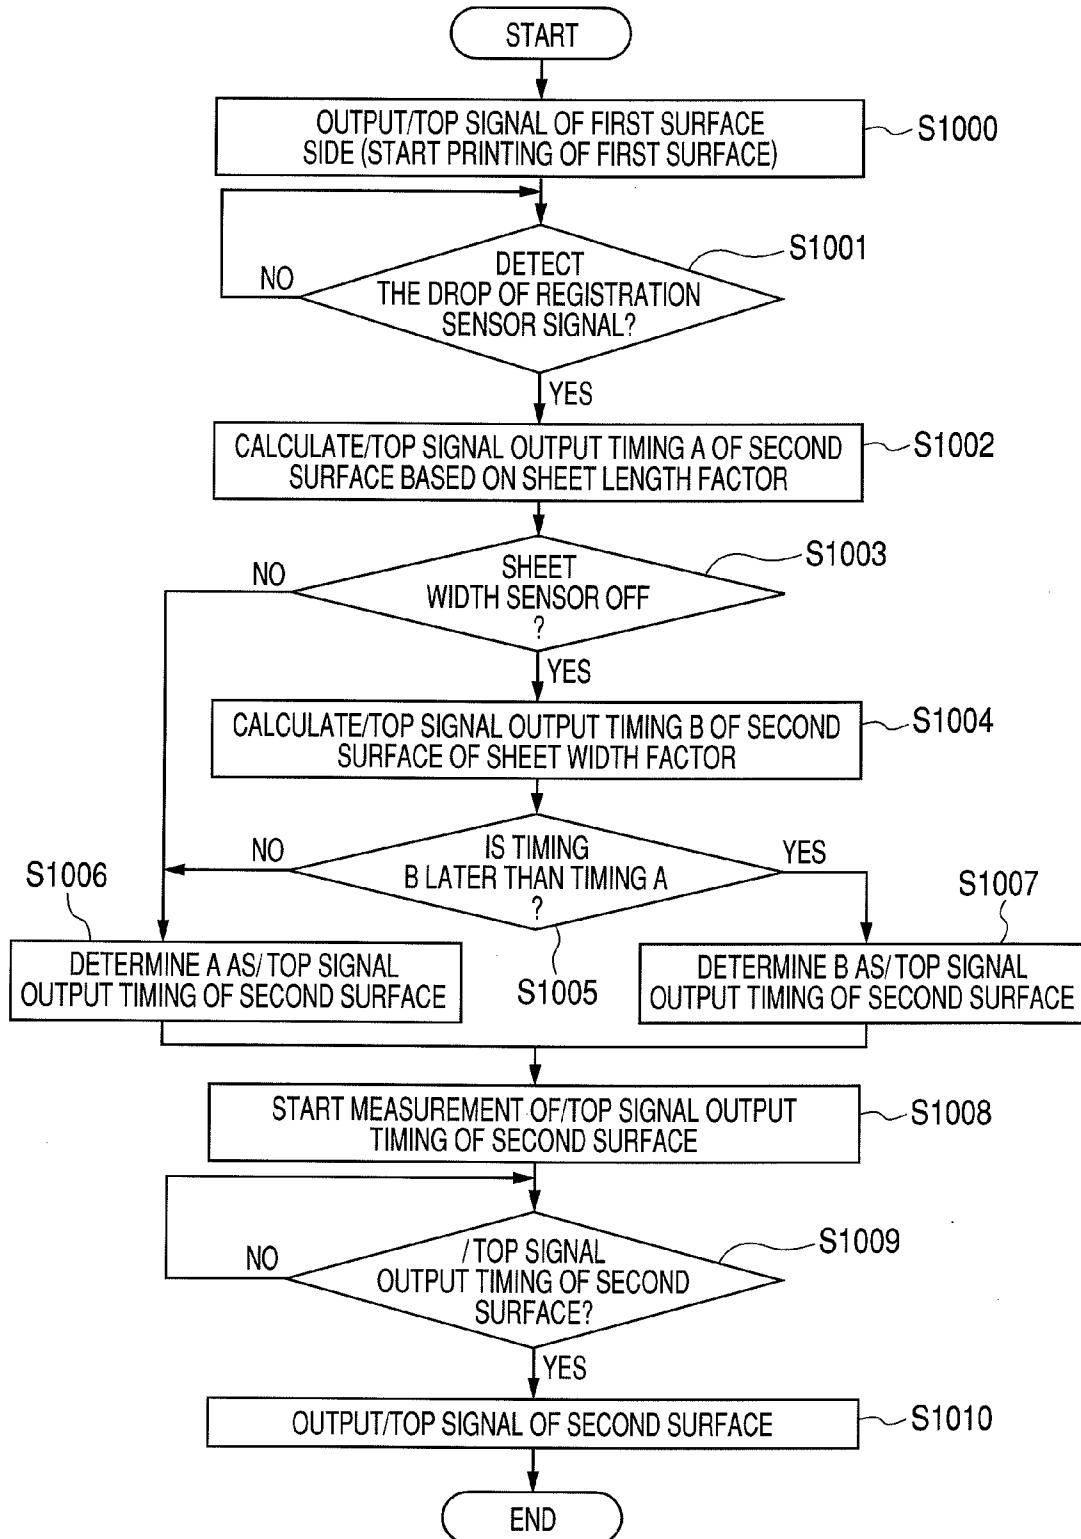 START
OUTPUT/TOP SIGNAL OF FIRST SURFACE
SIDE (START PRINTING OF FIRST SURFACE)
S1000
DETECT
THE DROP OF REGISTRATION
SENSOR SIGNAL?
S1001
NO
YES
CALCULATE/TOP SIGNAL OUTPUT TIMING A OF SECOND
SURFACE BASED ON SHEET LENGTH FACTOR
S1002
SHEET
WIDTH SENSOR OFF
?
S1003
NO
YES
CALCULATE/TOP SIGNAL OUTPUT TIMING B OF SECOND
SURFACE OF SHEET WIDTH FACTOR
S1004
IS TIMING
B LATER THAN TIMING A
?
NO
YES
S1005
S1006
DETERMINE A AS/TOP SIGNAL
OUTPUT TIMING OF SECOND SURFACE
S1007
DETERMINE B AS/TOP SIGNAL
OUTPUT TIMING OF SECOND SURFACE
START MEASUREMENT OF/TOP SIGNAL OUTPUT
TIMING OF SECOND SURFACE
S1008
/TOP SIGNAL
OUTPUT TIMING OF SECOND
SURFACE?
S1009
NO
YES
OUTPUT/TOP SIGNAL OF SECOND SURFACE
S1010
END